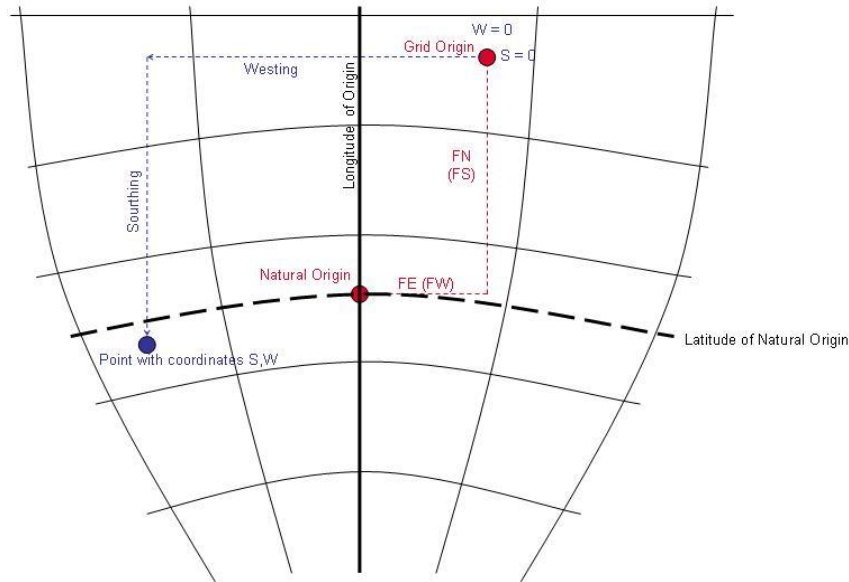 W = 0
Grid Origin
S = 0
Westing
Longitude of Origin
FN
(FS)
Sourthing
Natural Origin
FE (FW)
Latitude of Natural Origin
Point with coordinates S,W